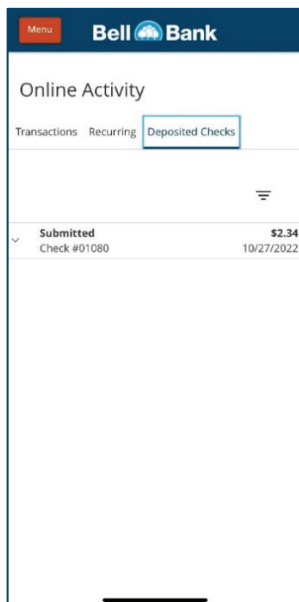 Menu
Bell Bank
Online Activity
Transactions Recurring Deposited Checks
Submitted $2.34
Check #01080 10/27/2022